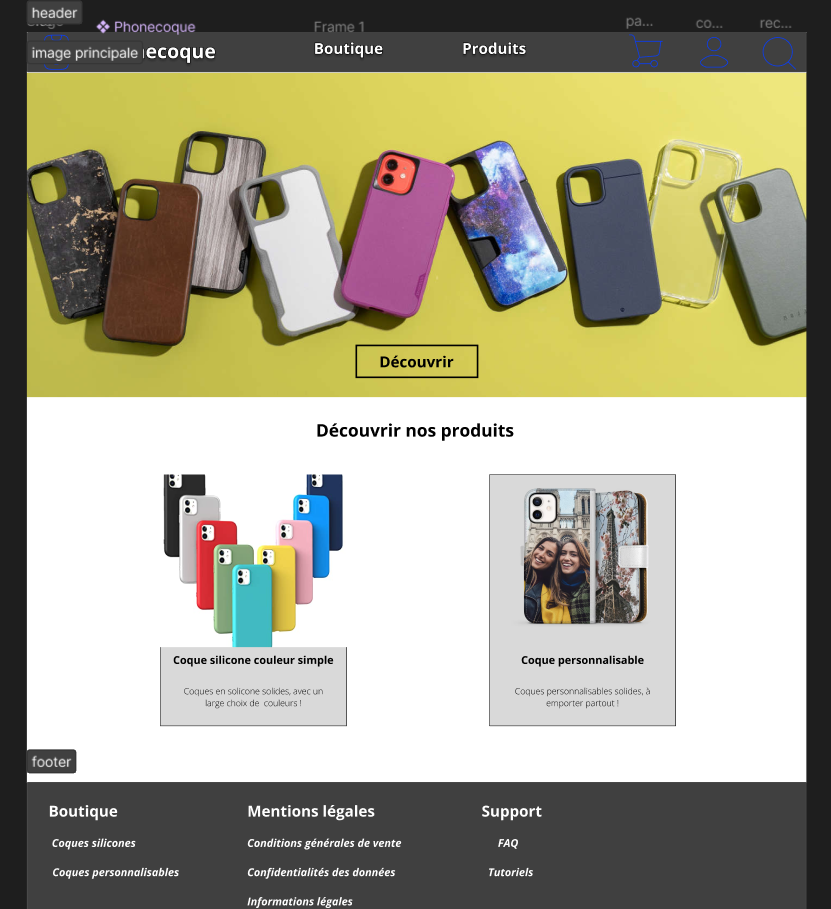 header
Phonecoque
Frame 1
pa...
co...
rec...
image principale
ecoque
Boutique
Produits
Découvrir
Découvrir nos produits
Coque silicone couleur simple
Coques en solicone solides, avec un
large choix de couleurs !
Coque personnalisable
Coques personnalisables solides, à
emporter partout !
footer
Boutique
Mentions légales
Support
Coques silicones
Conditions générales de vente
FAQ
Coques personnalisables
Confidentialités des données
Tutoriels
Informations légales